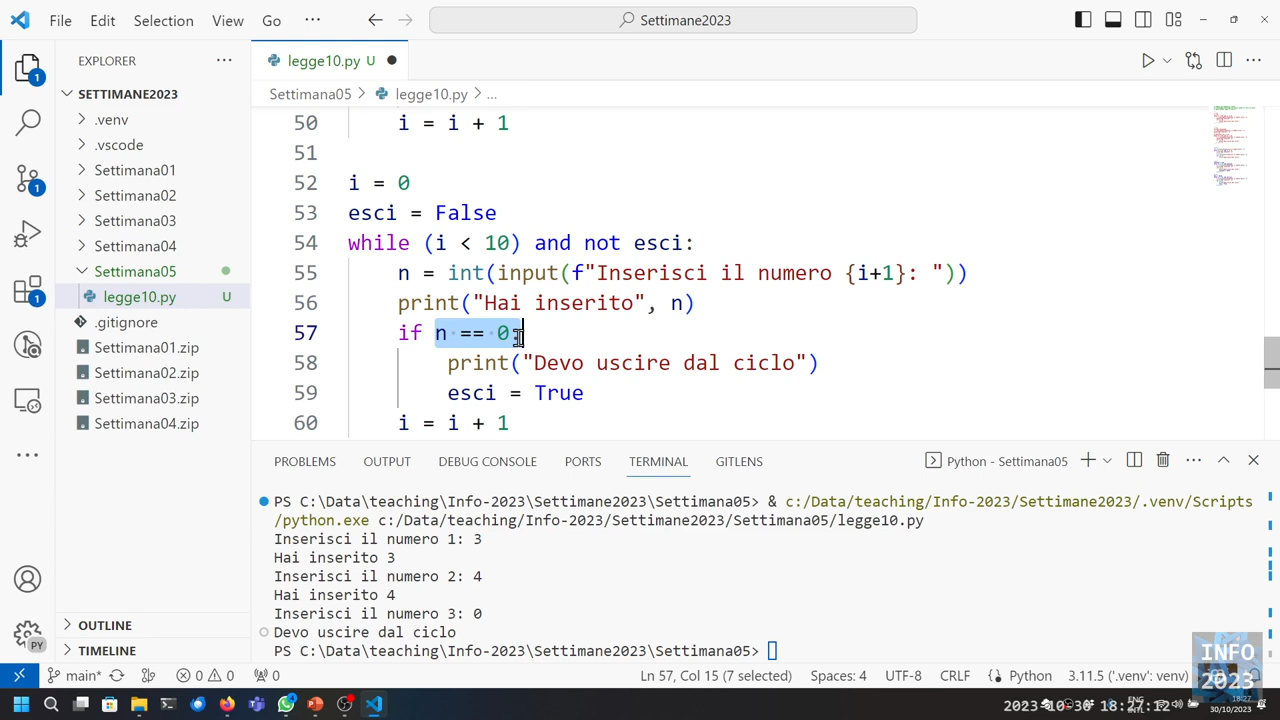 File Edit Selection View Go ··· Settimane2023
EXPLORER ···
SETTIMANE2023
.venv
.vscode
Settimana01
Settimana02
Settimana03
Settimana04
Settimana05
legge10.py U
.gitignore
Settimana01.zip
Settimana02.zip
Settimana03.zip
Settimana04.zip
OUTLINE
TIMELINE
1
1
1
PY
legge10.py U
Settimana05 > legge10.py > ...
50 i = i + 1
51
52 i = 0
53 esci = False
54 while (i < 10) and not esci:
55 n = int(input(f"Inserisci il numero {i+1}: "))
56 print("Hai inserito", n)
57 if n == 0:
58 print("Devo uscire dal ciclo")
59 esci = True
60 i = i + 1
PROBLEMS OUTPUT DEBUG CONSOLE PORTS TERMINAL GITLENS Python - Settimana05
PS C:\Data\teaching\Info-2023\Settimane2023\Settimana05> & c:/Data/teaching/Info-2023/Settimane2023/.venv/Scripts
/python.exe c:/Data/teaching/Info-2023/Settimane2023/Settimana05/legge10.py
Inserisci il numero 1: 3
Hai inserito 3
Inserisci il numero 2: 4
Hai inserito 4
Inserisci il numero 3: 0
Devo uscire dal ciclo
PS C:\Data\teaching\Info-2023\Settimane2023\Settimana05>
main* 0 0 0 Ln 57, Col 15 (7 selected) Spaces: 4 UTF-8 CRLF Python 3.11.5 ('.venv': venv)
INFO
2023
ENG
18:27
30/10/2023